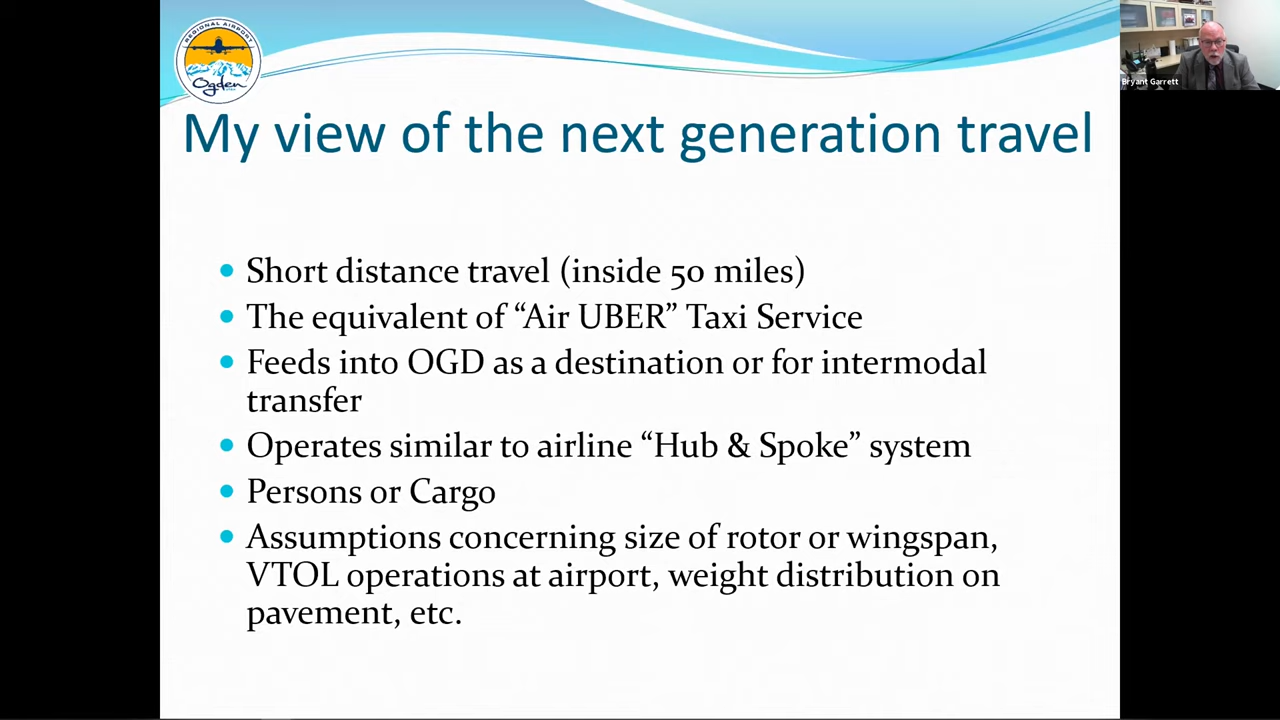 REGIONAL AIRPORT
Ogden
Bryant Garrett
My view of the next generation travel
Short distance travel (inside 50 miles)
The equivalent of “Air UBER” Taxi Service
Feeds into OGD as a destination or for intermodal
transfer
Operates similar to airline “Hub & Spoke” system
Persons or Cargo
Assumptions concerning size of rotor or wingspan,
VTOL operations at airport, weight distribution on
pavement, etc.